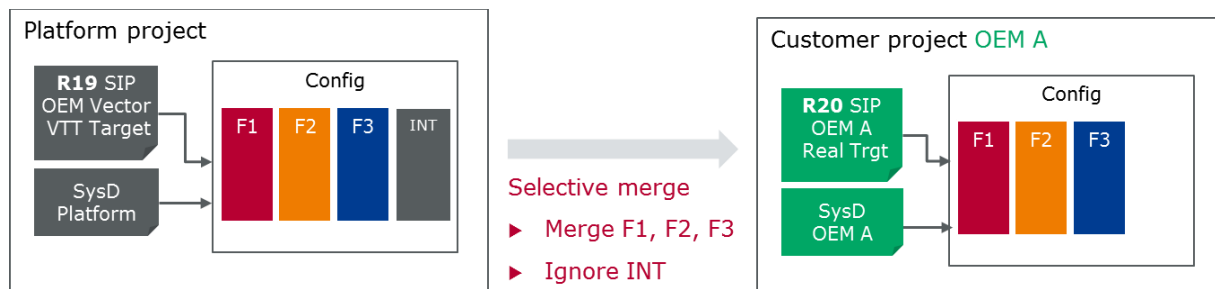 Platform project
R19 SIP
OEM Vector
VTT Target
SysD
Platform
Config
F1
F2
F3
INT
Selective merge
Merge F1, F2, F3
Ignore INT
Customer project OEM A
R20 SIP
OEM A
Real Trgt
SysD
OEM A
Config
F1
F2
F3